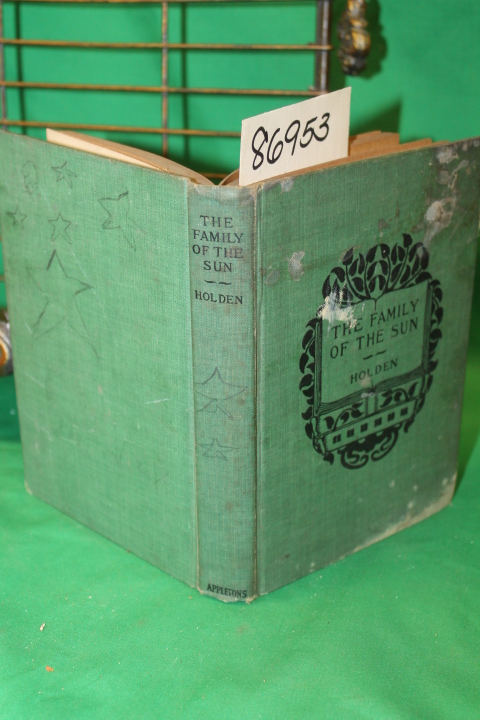 86953
THE
FAMILY
OF THE
SUN
HOLDEN
APPLETONS
THE FAMILY
OF THE SUN
HOLDEN